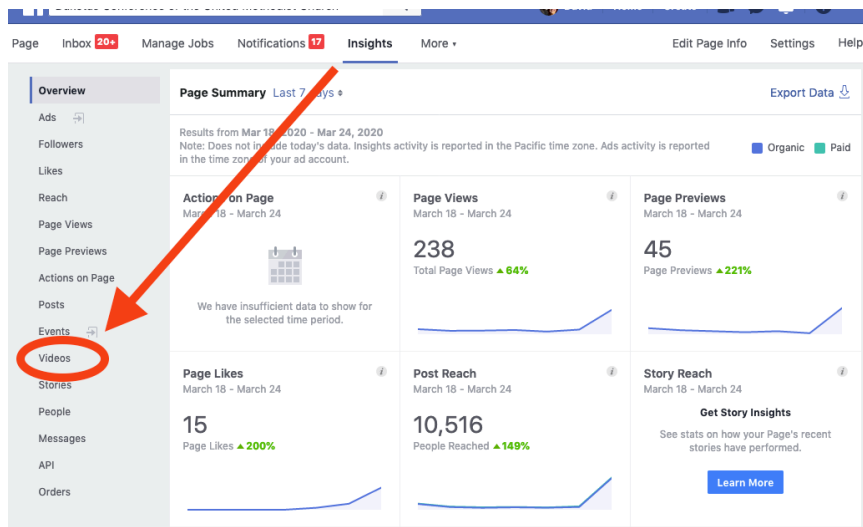 Page Inbox 20+ Manage Jobs Notifications 17 Insights More Edit Page Info Settings Help
Overview
Ads
Followers
Likes
Reach
Page Views
Page Previews
Actions on Page
Posts
Events
Videos
Stories
People
Messages
API
Orders
Page Summary Last 7 days Export Data
Results from Mar 18, 2020 - Mar 24, 2020
Note: Does not include today's data. Insights activity is reported in the Pacific time zone. Ads activity is reported
in the time zone of your ad account.
Organic Paid
Actions on Page
March 18 - March 24
We have insufficient data to show for
the selected time period.
Page Views
March 18 - March 24
238
Total Page Views ▲64%
Page Previews
March 18 - March 24
45
Page Previews ▲221%
Page Likes
March 18 - March 24
15
Page Likes ▲200%
Post Reach
March 18 - March 24
10,516
People Reached ▲149%
Story Reach
March 18 - March 24
Get Story Insights
See stats on how your Page's recent
stories have performed.
Learn More